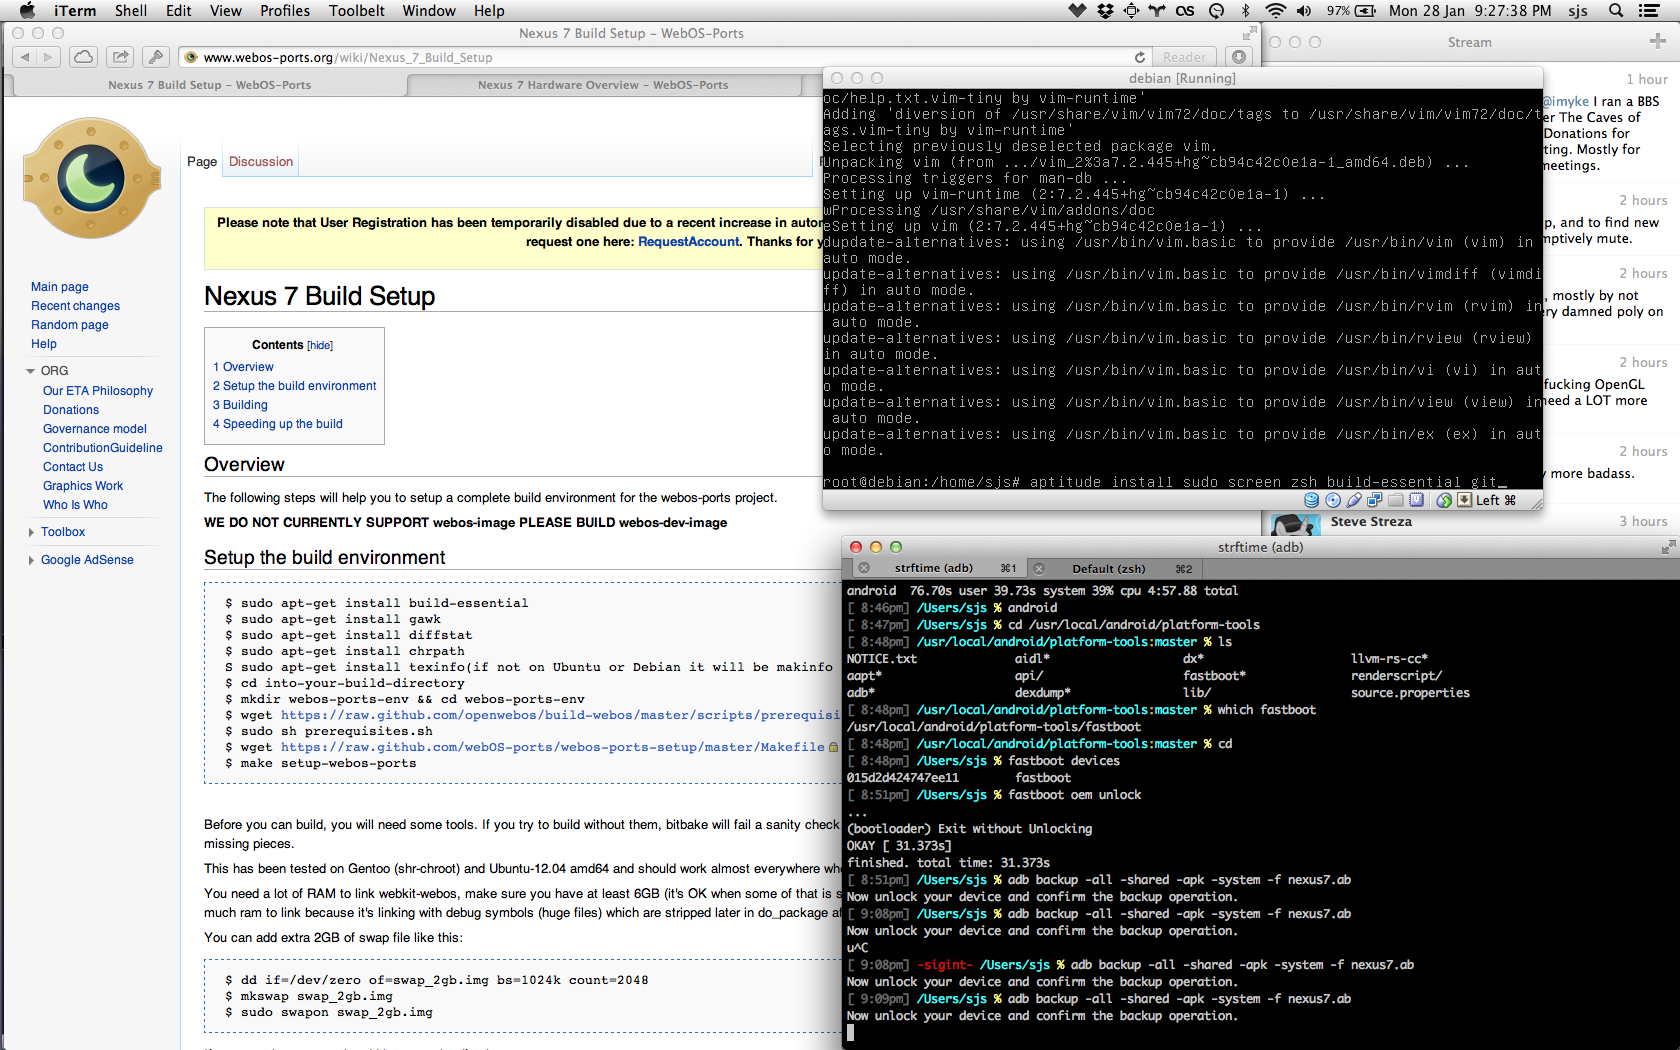 iTerm Shell Edit View Profiles Toolbelt Window Help
97% Mon 28 Jan 9:27:38 PM sjs
Nexus 7 Build Setup – WebOS-Ports
www.webos-ports.org/wiki/Nexus_7_Build_Setup
Reader
Nexus 7 Build Setup – WebOS-Ports
Nexus 7 Hardware Overview – WebOS-Ports
Page
Discussion
Please note that User Registration has been temporarily disabled due to a recent increase in autor
request one here: RequestAccount. Thanks for y
Main page
Recent changes
Random page
Help
ORG
Our ETA Philosophy
Donations
Governance model
ContributionGuideline
Contact Us
Graphics Work
Who Is Who
Toolbox
Google AdSense
Nexus 7 Build Setup
Contents [hide]
1 Overview
2 Setup the build environment
3 Building
4 Speeding up the build
Overview
The following steps will help you to setup a complete build environment for the webos-ports project.
WE DO NOT CURRENTLY SUPPORT webos-image PLEASE BUILD webos-dev-image
Setup the build environment
$ sudo apt-get install build-essential
$ sudo apt-get install gawk
$ sudo apt-get install diffstat
$ sudo apt-get install chrpath
S sudo apt-get install texinfo(if not on Ubuntu or Debian it will be makinfo
$ cd into-your-build-directory
$ mkdir webos-ports-env && cd webos-ports-env
$ wget https://raw.github.com/openwebos/build-webos/master/scripts/prerequisi
$ sudo sh prerequisites.sh
$ wget https://raw.github.com/webOS-ports/webos-ports-setup/master/Makefile
$ make setup-webos-ports
Before you can build, you will need some tools. If you try to build without them, bitbake will fail a sanity check
missing pieces.
This has been tested on Gentoo (shr-chroot) and Ubuntu-12.04 amd64 and should work almost everywhere whe
You need a lot of RAM to link webkit-webos, make sure you have at least 6GB (it's OK when some of that is s
much ram to link because it's linking with debug symbols (huge files) which are stripped later in do_package af
You can add extra 2GB of swap file like this:
$ dd if=/dev/zero of=swap_2gb.img bs=1024k count=2048
$ mkswap swap_2gb.img
$ sudo swapon swap_2gb.img
debian [Running]
oc/help.txt.vim-tiny by vim-runtime'
Adding 'diversion of /usr/share/vim/vim72/doc/tags to /usr/share/vim/vim72/doc/t
ags.vim-tiny by vim-runtime'
Selecting previously deselected package vim.
Unpacking vim (from .../vim_2%3a7.2.445+hg~cb94c42c0e1a-1_amd64.deb) ...
Processing triggers for man-db ...
Setting up vim-runtime (2:7.2.445+hg~cb94c42c0e1a-1) ...
wProcessing /usr/share/vim/addons/doc
eSetting up vim (2:7.2.445+hg~cb94c42c0e1a-1) ...
dupdate-alternatives: using /usr/bin/vim.basic to provide /usr/bin/vim (vim) in
auto mode.
update-alternatives: using /usr/bin/vim.basic to provide /usr/bin/vimdiff (vimdi
ff) in auto mode.
update-alternatives: using /usr/bin/vim.basic to provide /usr/bin/rvim (rvim) in
auto mode.
update-alternatives: using /usr/bin/vim.basic to provide /usr/bin/rview (rview)
in auto mode.
update-alternatives: using /usr/bin/vim.basic to provide /usr/bin/vi (vi) in aut
o mode.
update-alternatives: using /usr/bin/vim.basic to provide /usr/bin/view (view) in
auto mode.
update-alternatives: using /usr/bin/vim.basic to provide /usr/bin/ex (ex) in aut
o mode.
root@debian:/home/sjs# aptitude install sudo screen zsh build-essential git_
Left ⌘
Stream
1 hour
@imyke I ran a BBS
er The Caves of
Donations for
ting. Mostly for
meetings.
2 hours
p, and to find new
mptively mute.
2 hours
, mostly by not
ry damned poly on
2 hours
fucking OpenGL
need a LOT more
2 hours
y more badass.
Steve Streza
3 hours
strftime (adb)
strftime (adb) ⌘1
Default (zsh) ⌘2
android 76.70s user 39.73s system 39% cpu 4:57.88 total
[ 8:46pm] /Users/sjs % android
[ 8:47pm] /Users/sjs % cd /usr/local/android/platform-tools
[ 8:48pm] /usr/local/android/platform-tools:master % ls
NOTICE.txt aidl* dx* llvm-rs-cc*
aapt* api/ fastboot* renderscript/
adb* dexdump* lib/ source.properties
[ 8:48pm] /usr/local/android/platform-tools:master % which fastboot
/usr/local/android/platform-tools/fastboot
[ 8:48pm] /usr/local/android/platform-tools:master % cd
[ 8:48pm] /Users/sjs % fastboot devices
015d2d424747ee11 fastboot
[ 8:51pm] /Users/sjs % fastboot oem unlock
...
(bootloader) Exit without Unlocking
OKAY [ 31.373s]
finished. total time: 31.373s
[ 8:51pm] /Users/sjs % adb backup -all -shared -apk -system -f nexus7.ab
Now unlock your device and confirm the backup operation.
[ 9:08pm] /Users/sjs % adb backup -all -shared -apk -system -f nexus7.ab
Now unlock your device and confirm the backup operation.
u^C
[ 9:08pm] -sigint- /Users/sjs % adb backup -all -shared -apk -system -f nexus7.ab
Now unlock your device and confirm the backup operation.
[ 9:09pm] /Users/sjs % adb backup -all -shared -apk -system -f nexus7.ab
Now unlock your device and confirm the backup operation.